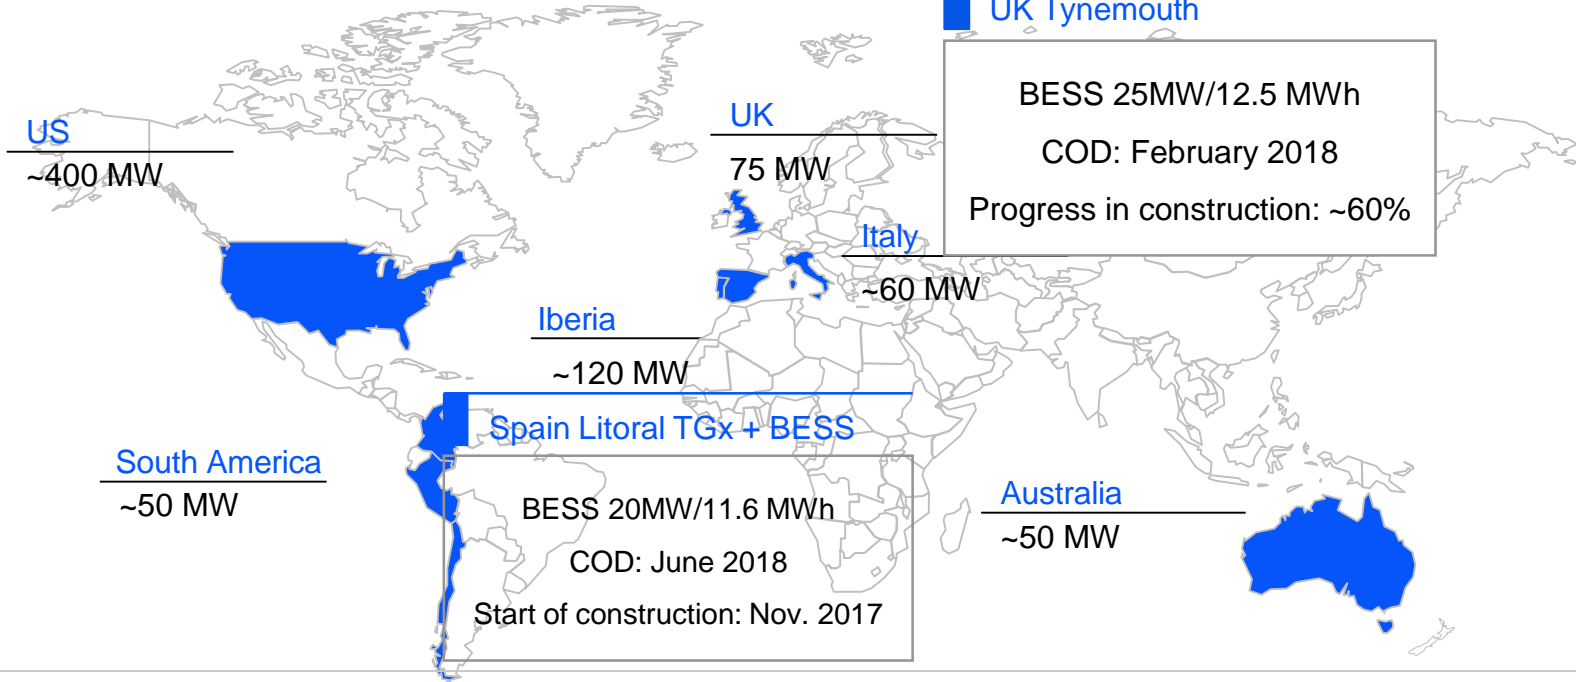 UK Tynemouth
BESS 25MW/12.5 MWh
COD: February 2018
Progress in construction: ~60%
US
~400 MW
UK
75 MW
Italy
~60 MW
7
Iberia
~120 MW
Spain Litoral TGx + BESS
BESS 20MW/11.6 MWh
COD: June 2018
Start of construction: Nov. 2017
South America
~50 MW
Australia
~50 MW